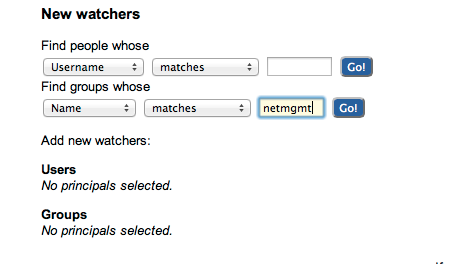 New watchers
Find people whose
Username matches Go!
Find groups whose
Name matches netmgmt Go!
Add new watchers:
Users
No principals selected.
Groups
No principals selected.